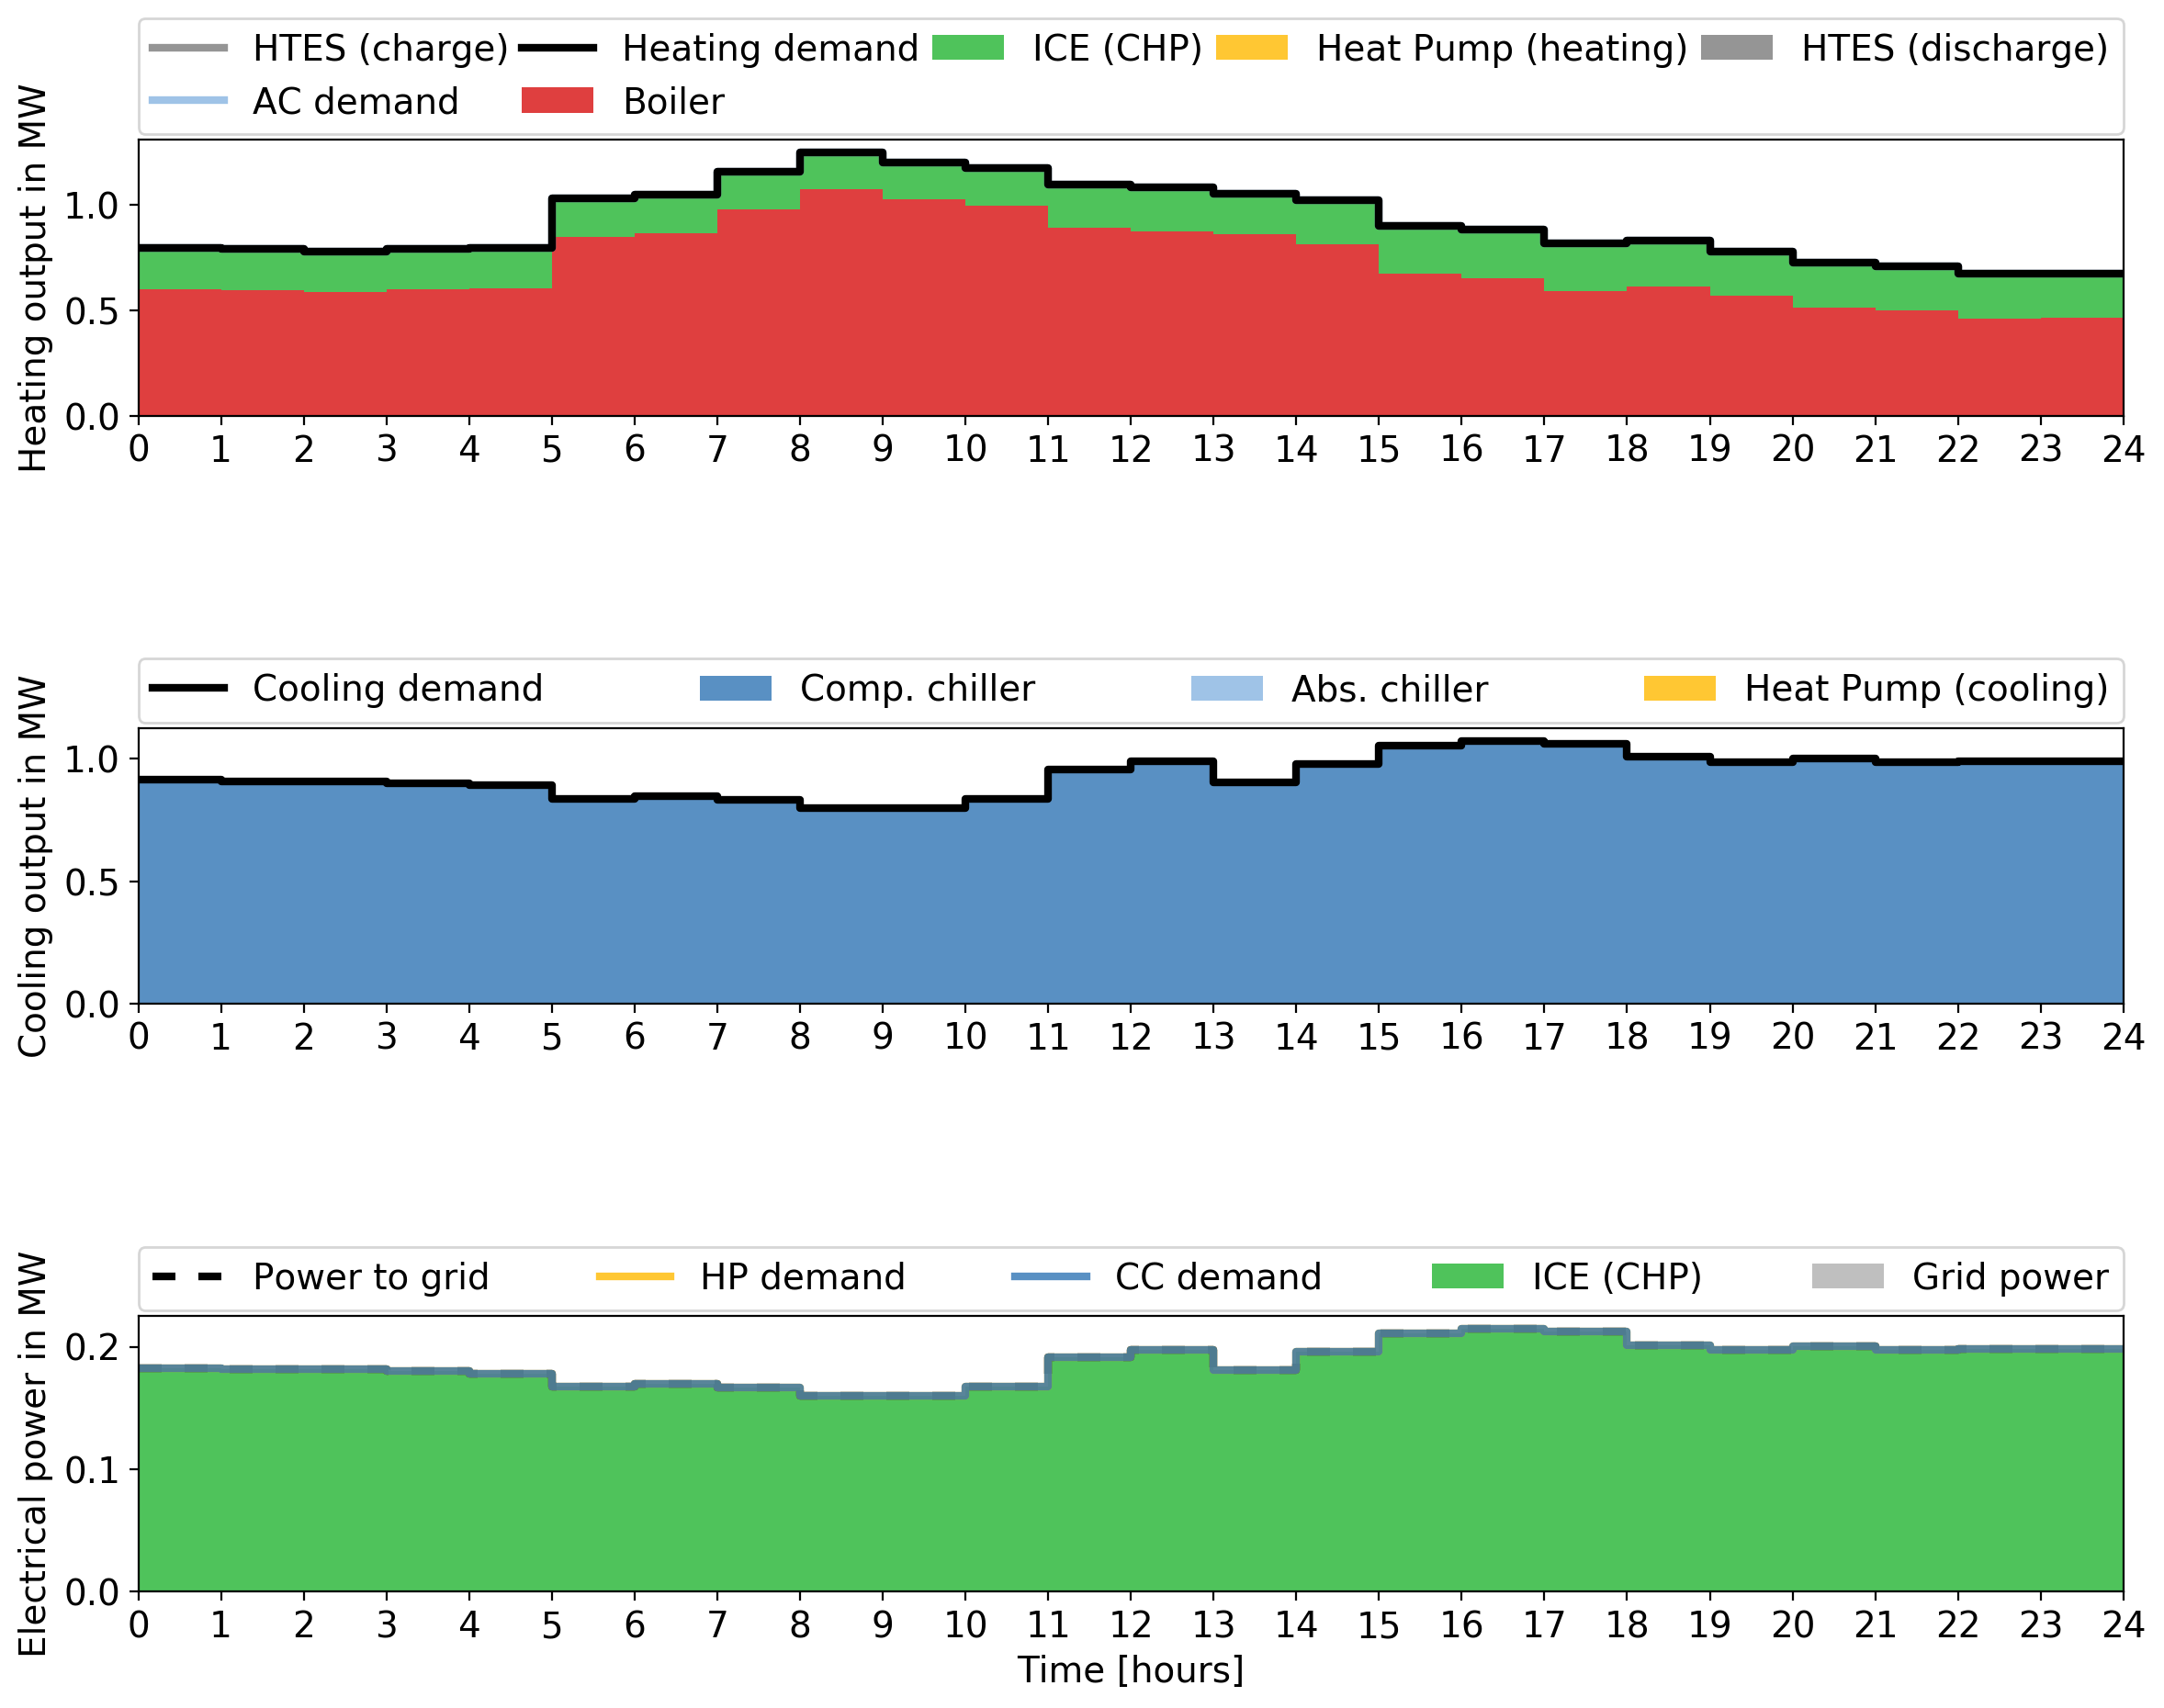 HTES (charge) Heating demand ICE (CHP) Heat Pump (heating) HTES (discharge)
AC demand Boiler
Heating output in MW
1.0
0.5
0.0
0 1 2 3 4 5 6 7 8 9 10 11 12 13 14 15 16 17 18 19 20 21 22 23 24
Cooling demand Comp. chiller Abs. chiller Heat Pump (cooling)
Cooling output in MW
1.0
0.5
0.0
0 1 2 3 4 5 6 7 8 9 10 11 12 13 14 15 16 17 18 19 20 21 22 23 24
Power to grid HP demand CC demand ICE (CHP) Grid power
Electrical power in MW
0.2
0.1
0.0
0 1 2 3 4 5 6 7 8 9 10 11 12 13 14 15 16 17 18 19 20 21 22 23 24
Time [hours]